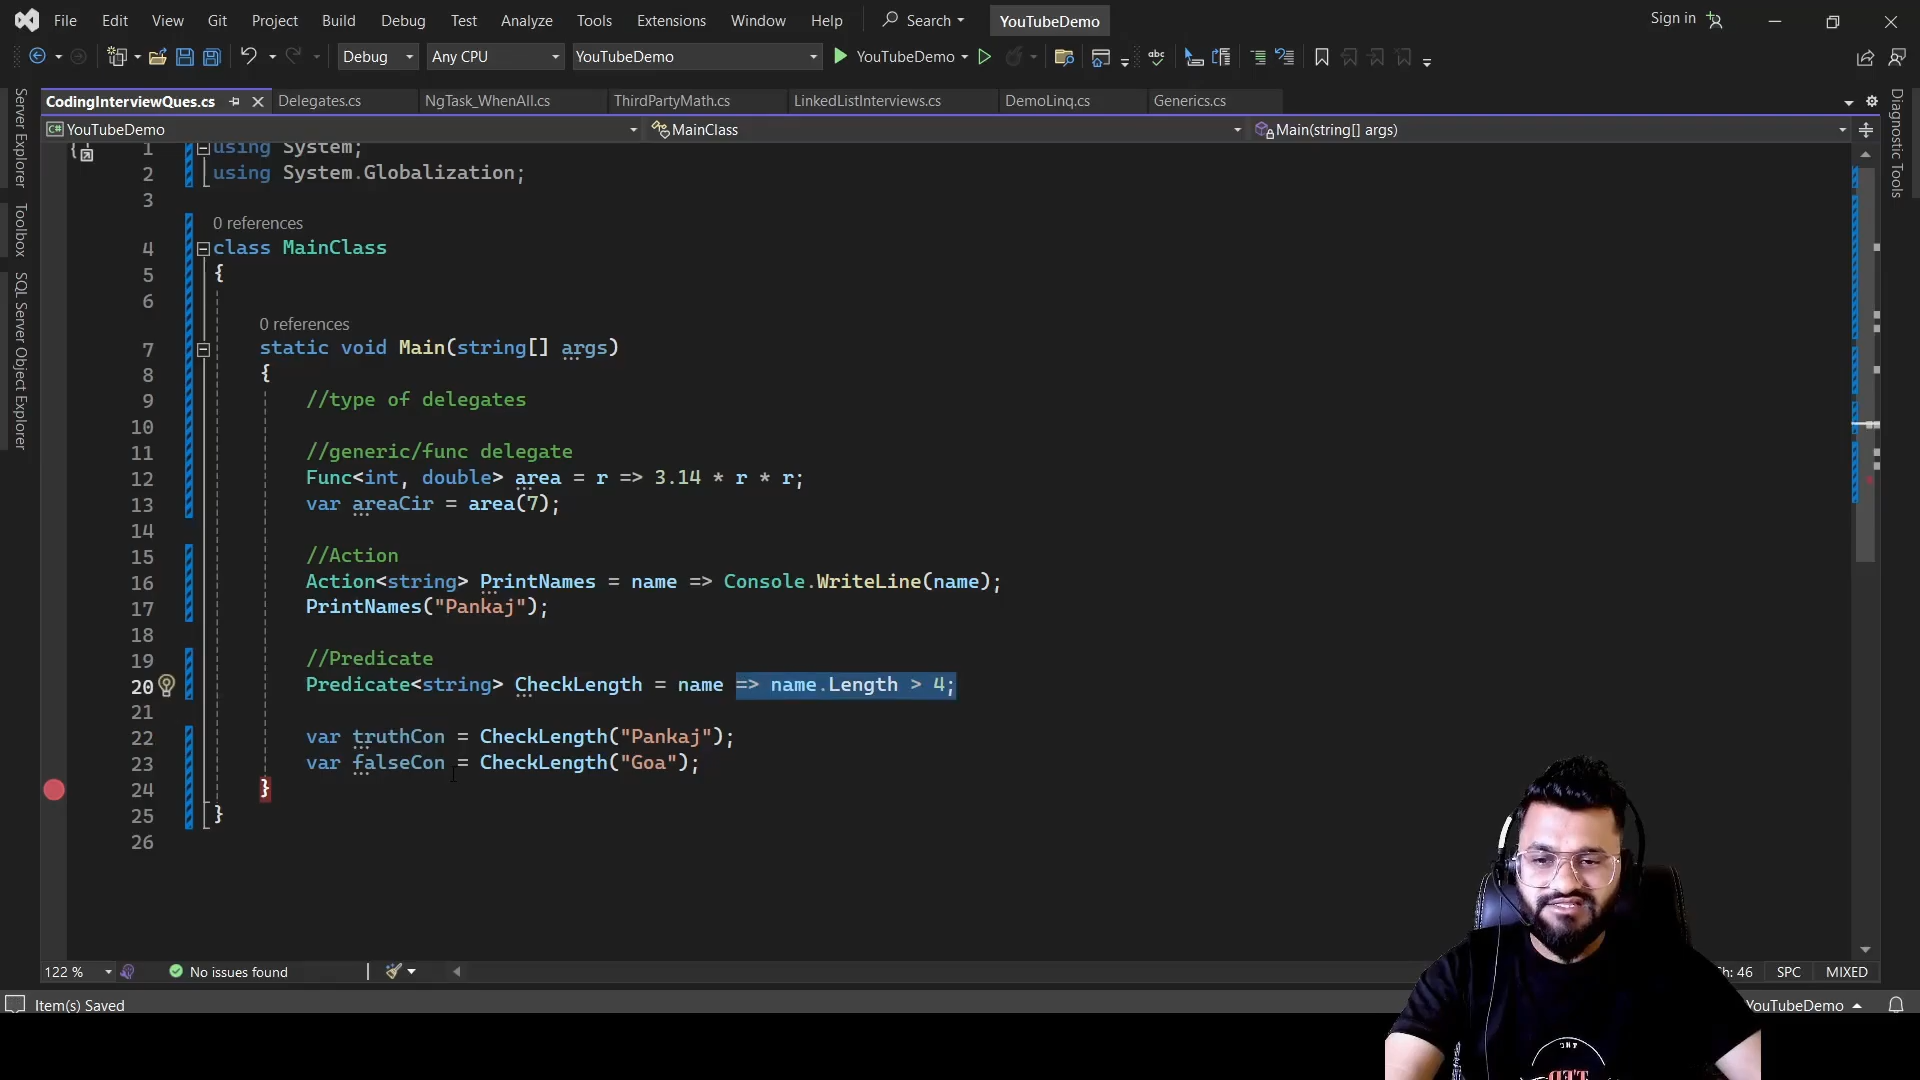 File Edit View Git Project Build Debug Test Analyze Tools Extensions Window Help Search YouTubeDemo Sign in
Debug Any CPU YouTubeDemo YouTubeDemo
Server Explorer
Toolbox
SQL Server Object Explorer
Diagnostic Tools
CodingInterviewQues.cs Delegates.cs NgTask_WhenAll.cs ThirdPartyMath.cs LinkedListInterviews.cs DemoLinq.cs Generics.cs
YouTubeDemo MainClass Main(string[] args)
1 using System;
2 using System.Globalization;
3
0 references
4 class MainClass
5 {
6
0 references
7 static void Main(string[] args)
8 {
9 //type of delegates
10
11 //generic/func delegate
12 Func<int, double> area = r => 3.14 * r * r;
13 var areaCir = area(7);
14
15 //Action
16 Action<string> PrintNames = name => Console.WriteLine(name);
17 PrintNames("Pankaj");
18
19 //Predicate
20 Predicate<string> CheckLength = name => name.Length > 4;
21
22 var truthCon = CheckLength("Pankaj");
23 var falseCon = CheckLength("Goa");
24 }
25 }
26
122 % No issues found Ch: 46 SPC MIXED
Item(s) Saved YouTubeDemo